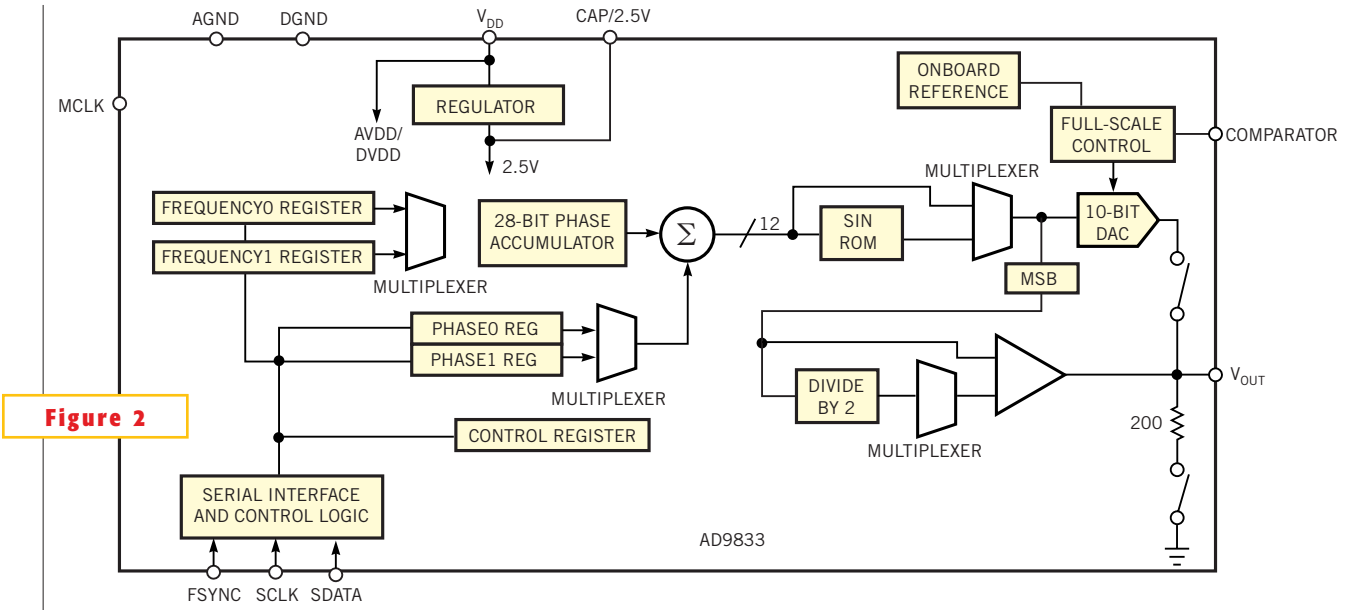 AGND DGND V_DD CAP/2.5V
MCLK
REGULATOR
AVDD/
DVDD
2.5V
ONBOARD
REFERENCE
FULL-SCALE
CONTROL
COMPARATOR
FREQUENCY0 REGISTER
FREQUENCY1 REGISTER
MULTIPLEXER
28-BIT PHASE
ACCUMULATOR
Σ
12
SIN
ROM
MULTIPLEXER
10-BIT
DAC
MSB
PHASE0 REG
PHASE1 REG
MULTIPLEXER
DIVIDE
BY 2
MULTIPLEXER
V_OUT
200
Figure 2
CONTROL REGISTER
SERIAL INTERFACE
AND CONTROL LOGIC
AD9833
FSYNC SCLK SDATA